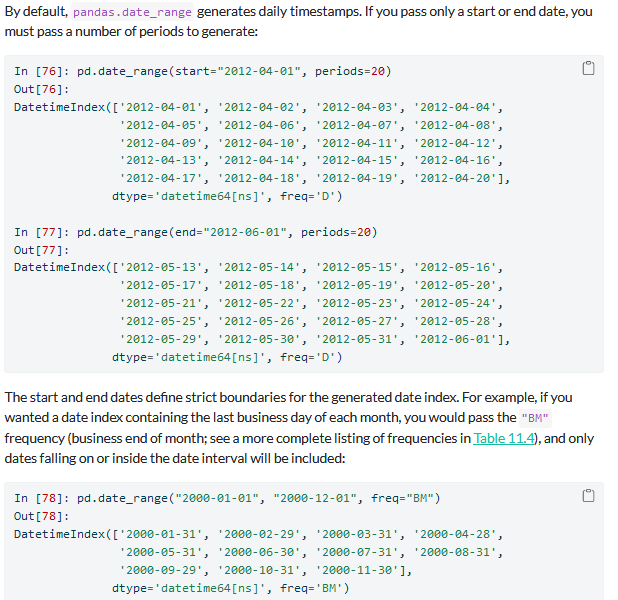 By default, pandas.date_range generates daily timestamps. If you pass only a start or end date, you
must pass a number of periods to generate:
In [76]: pd.date_range(start="2012-04-01", periods=20)
Out[76]:
DatetimeIndex(['2012-04-01', '2012-04-02', '2012-04-03', '2012-04-04',
'2012-04-05', '2012-04-06', '2012-04-07', '2012-04-08',
'2012-04-09', '2012-04-10', '2012-04-11', '2012-04-12',
'2012-04-13', '2012-04-14', '2012-04-15', '2012-04-16',
'2012-04-17', '2012-04-18', '2012-04-19', '2012-04-20'],
dtype='datetime64[ns]', freq='D')
In [77]: pd.date_range(end="2012-06-01", periods=20)
Out[77]:
DatetimeIndex(['2012-05-13', '2012-05-14', '2012-05-15', '2012-05-16',
'2012-05-17', '2012-05-18', '2012-05-19', '2012-05-20',
'2012-05-21', '2012-05-22', '2012-05-23', '2012-05-24',
'2012-05-25', '2012-05-26', '2012-05-27', '2012-05-28',
'2012-05-29', '2012-05-30', '2012-05-31', '2012-06-01'],
dtype='datetime64[ns]', freq='D')
The start and end dates define strict boundaries for the generated date index. For example, if you
wanted a date index containing the last business day of each month, you would pass the "BM"
frequency (business end of month; see a more complete listing of frequencies in Table 11.4), and only
dates falling on or inside the date interval will be included:
In [78]: pd.date_range("2000-01-01", "2000-12-01", freq="BM")
Out[78]:
DatetimeIndex(['2000-01-31', '2000-02-29', '2000-03-31', '2000-04-28',
'2000-05-31', '2000-06-30', '2000-07-31', '2000-08-31',
'2000-09-29', '2000-10-31', '2000-11-30'],
dtype='datetime64[ns]', freq='BM')